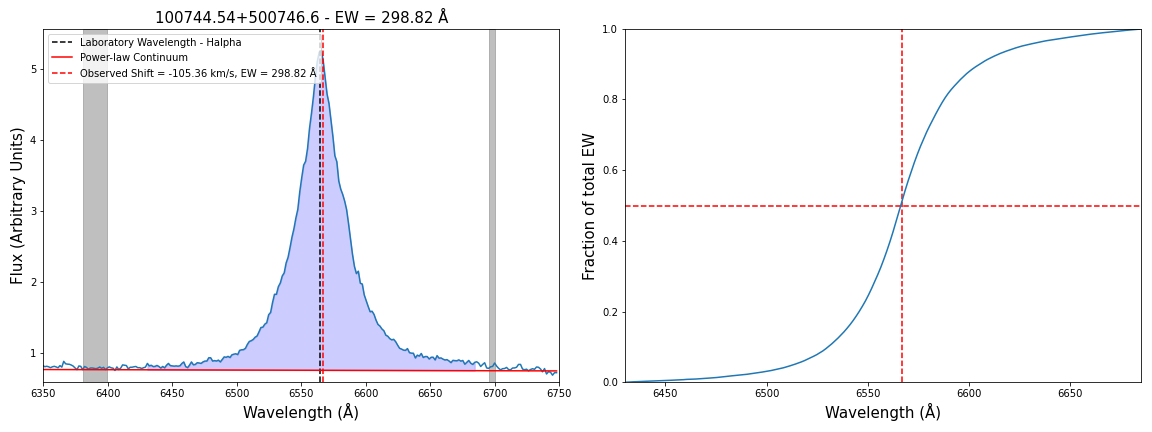 100744.54+500746.6 - EW = 298.82 Å
Laboratory Wavelength - Halpha
Power-law Continuum
Observed Shift = -105.36 km/s, EW = 298.82 Å
Flux (Arbitrary Units)
5
4
3
2
1
6350 6400 6450 6500 6550 6600 6650 6700 6750
Wavelength (Å)
Fraction of total EW
1.0
0.8
0.6
0.4
0.2
0.0
6450 6500 6550 6600 6650
Wavelength (Å)